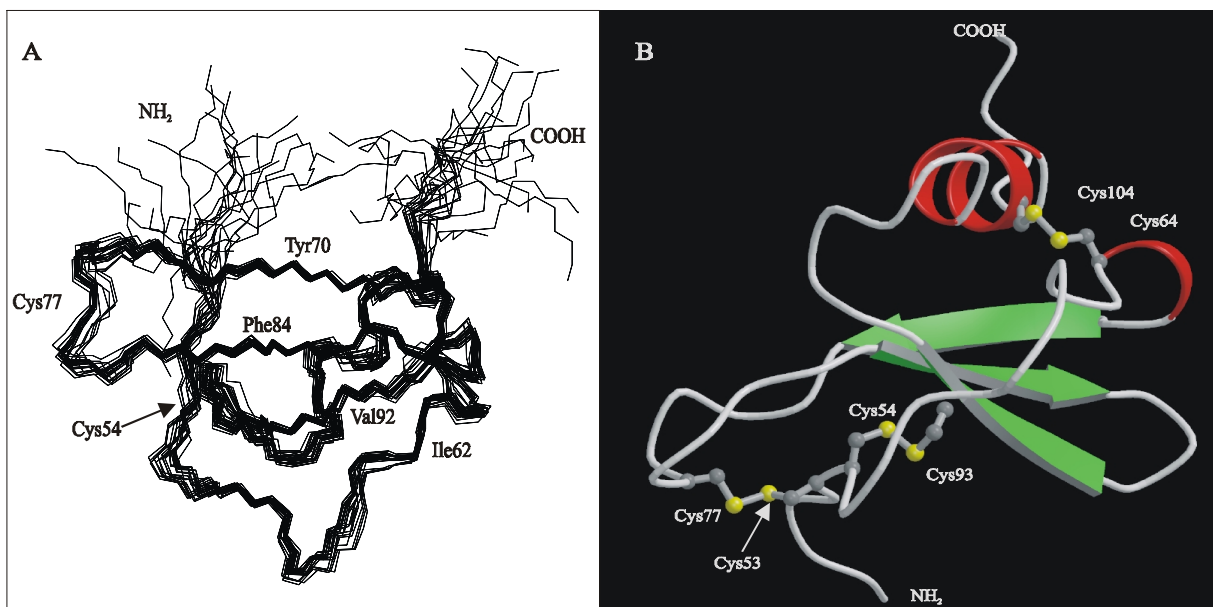 A
NH2
COOH
Tyr70
Cys77
Phe84
Cys54
Val92
Ile62
B
COOH
Cys104
Cys64
Cys54
Cys93
Cys77
Cys53
NH2